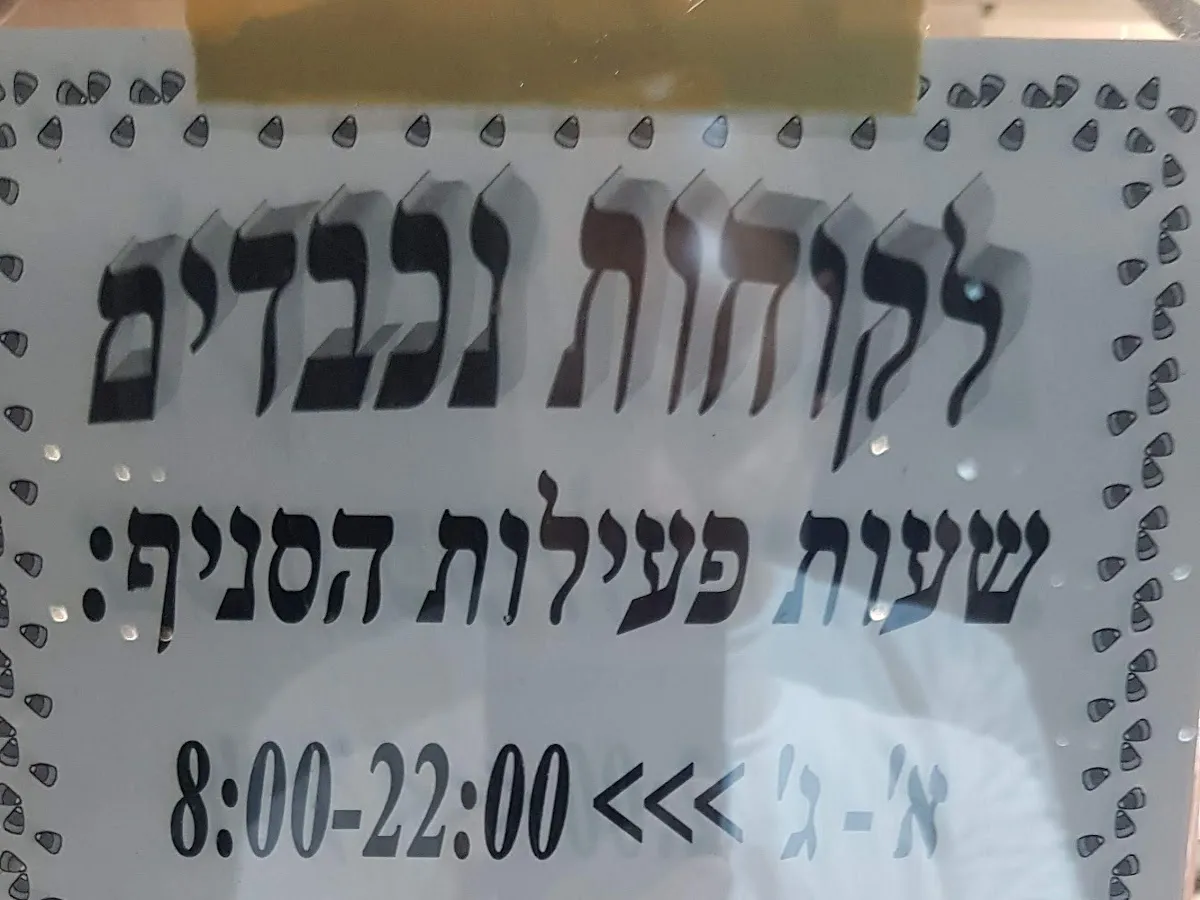 לקוחות נכבדים
שעות פעילות הסניף:
א' - ג' >>> 8:00-22:00